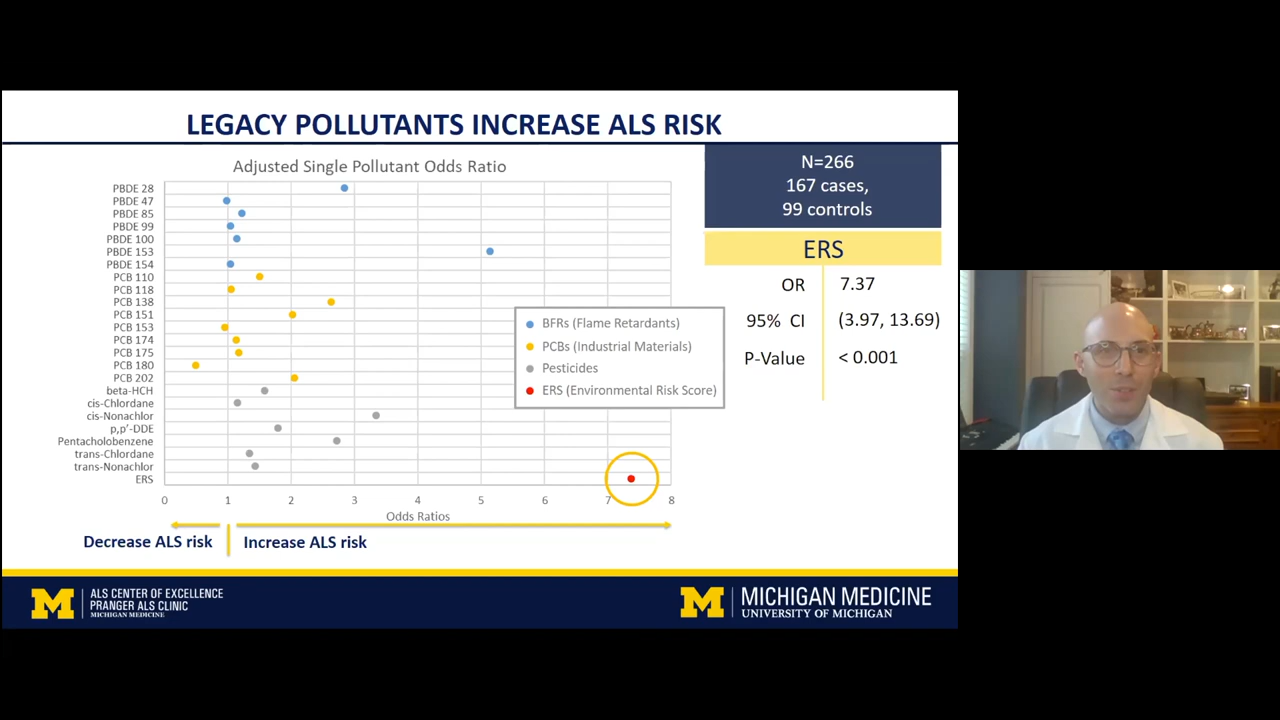 LEGACY POLLUTANTS INCREASE ALS RISK
Adjusted Single Pollutant Odds Ratio
PBDE 28
PBDE 47
PBDE 85
PBDE 99
PBDE 100
PBDE 153
PBDE 154
PCB 110
PCB 118
PCB 138
PCB 151
PCB 153
PCB 174
PCB 175
PCB 180
PCB 202
beta-HCH
cis-Chlordane
cis-Nonachlor
p,p'-DDE
Pentacholobenzene
trans-Chlordane
trans-Nonachlor
ERS
0 1 2 3 4 5 6 7 8
Odds Ratios
Decrease ALS risk
Increase ALS risk
BFRs (Flame Retardants)
PCBs (Industrial Materials)
Pesticides
ERS (Environmental Risk Score)
N=266
167 cases,
99 controls
ERS
OR 7.37
95% CI (3.97, 13.69)
P-Value < 0.001
M
ALS CENTER OF EXCELLENCE
PRANGER ALS CLINIC
MICHIGAN MEDICINE
M
MICHIGAN MEDICINE
UNIVERSITY OF MICHIGAN